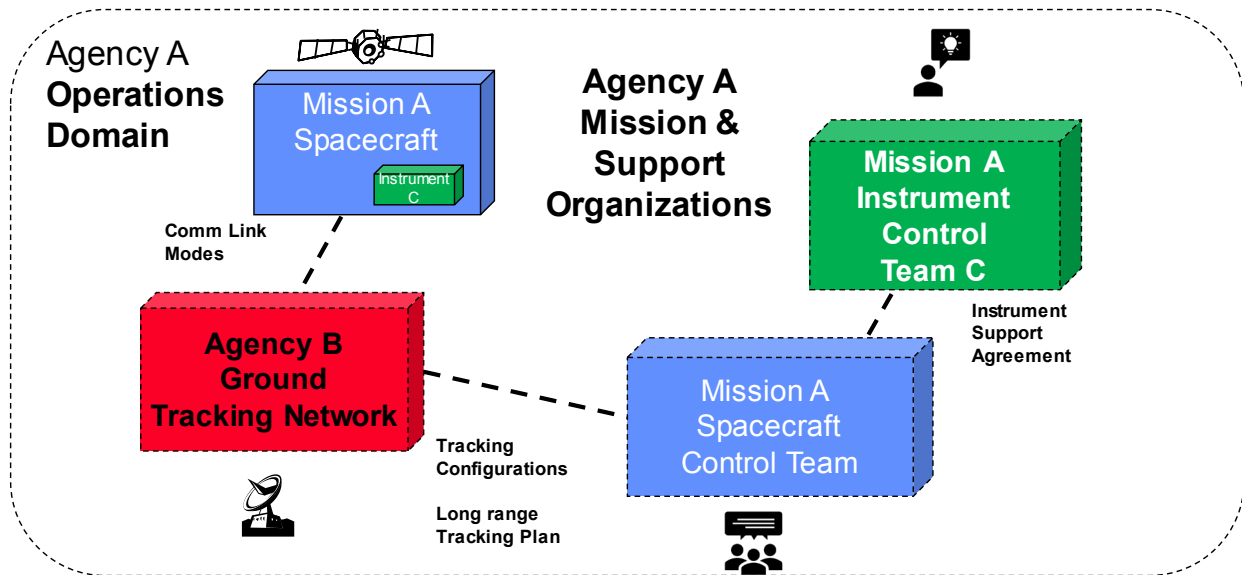 Agency A
Operations
Domain
Mission A
Spacecraft
Instrument
C
Agency A
Mission &
Support
Organizations
Mission A
Instrument
Control
Team C
Comm Link
Modes
Agency B
Ground
Tracking Network
Instrument
Support
Agreement
Mission A
Spacecraft
Control Team
Tracking
Configurations
Long range
Tracking Plan